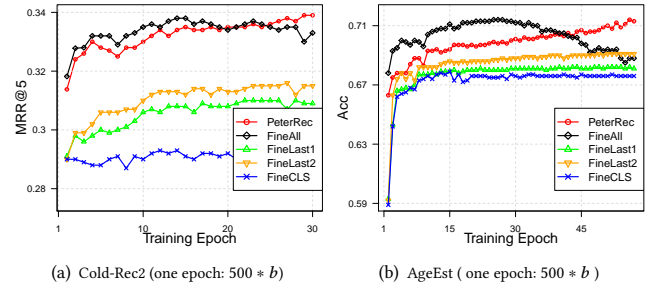 0.34
0.32
0.3
0.28
MRR@5
PeterRec
FineAll
FineLast1
FineLast2
FineCLS
1
10
20
30
Training Epoch
(a) Cold-Rec2 (one epoch: 500 * b)
0.71
0.67
0.63
0.59
Acc
PeterRec
FineAll
FineLast1
FineLast2
FineCLS
1
15
30
45
Training Epoch
(b) AgeEst ( one epoch: 500 * b )